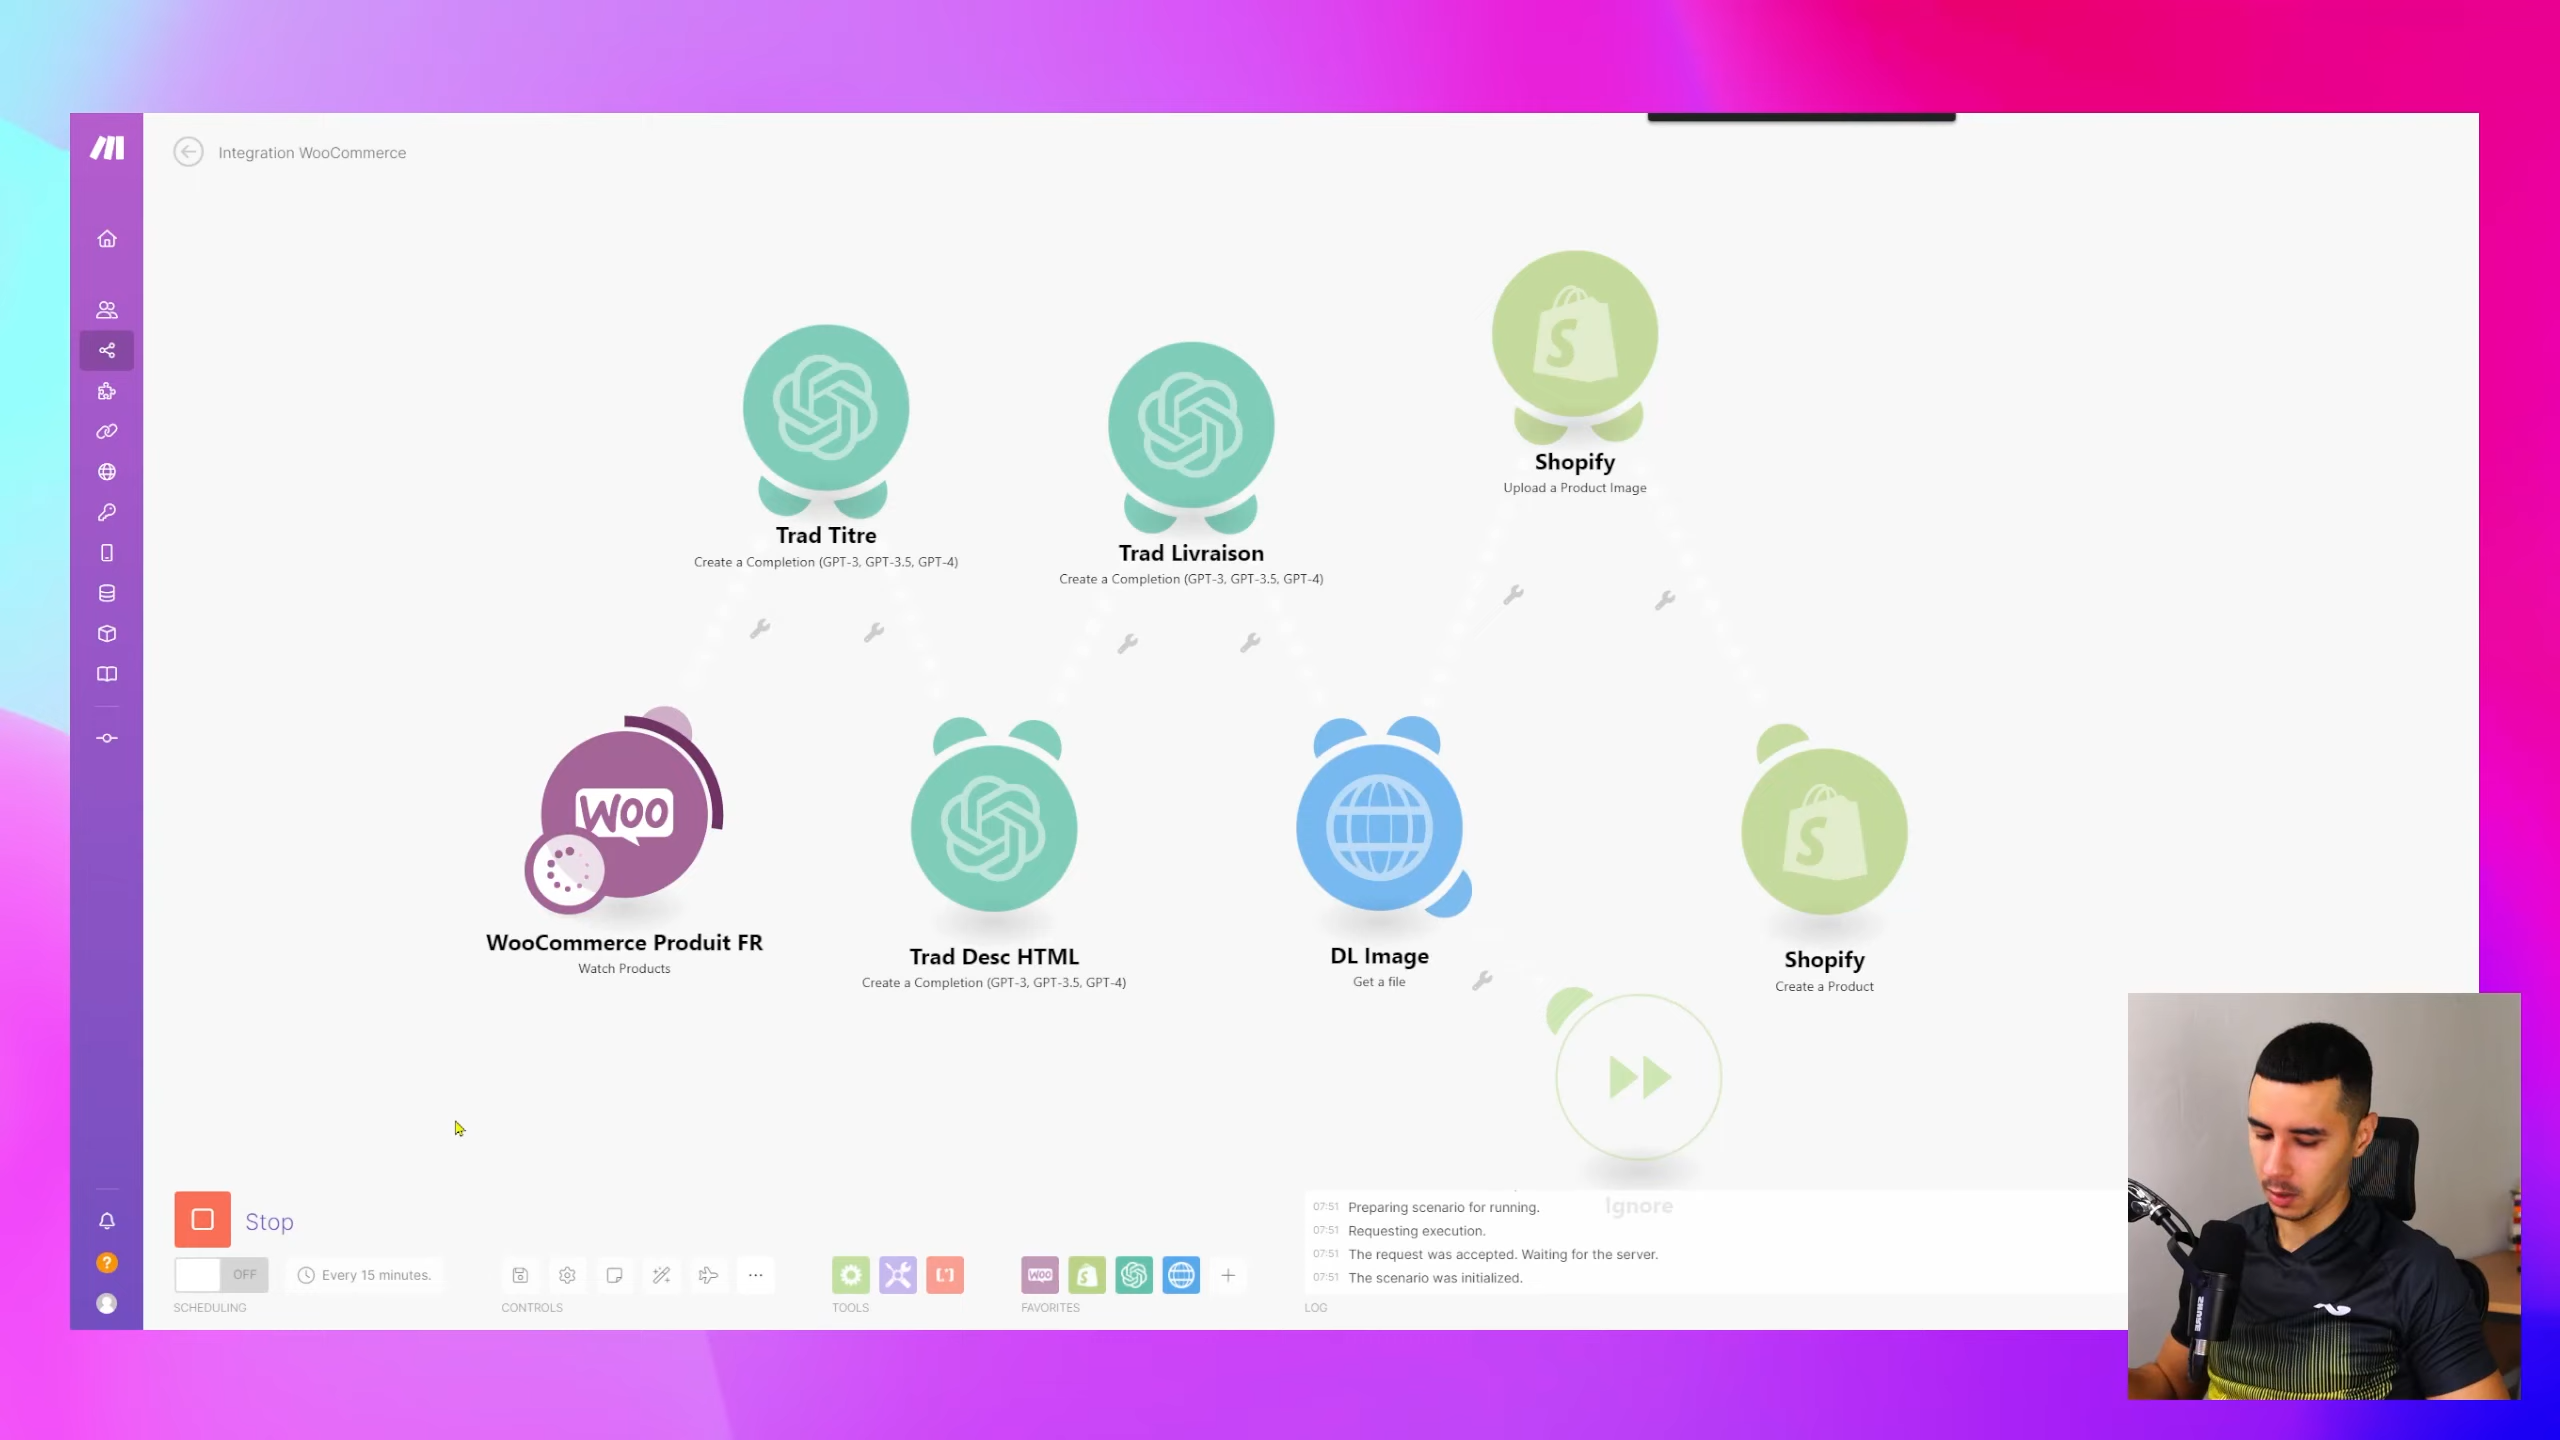 Integration WooCommerce
Shopify
Upload a Product Image
Trad Titre
Create a Completion (GPT-3, GPT-3.5, GPT-4)
Trad Livraison
Create a Completion (GPT-3, GPT-3.5, GPT-4)
WOO
WooCommerce Produit FR
Watch Products
Trad Desc HTML
Create a Completion (GPT-3, GPT-3.5, GPT-4)
DL Image
Get a file
Shopify
Create a Product
Ignore
Stop
OFF
Every 15 minutes.
SCHEDULING
CONTROLS
TOOLS
WOO
FAVORITES
07:51 Preparing scenario for running.
07:51 Requesting execution.
07:51 The request was accepted. Waiting for the server.
07:51 The scenario was initialized.
LOG
SHURE